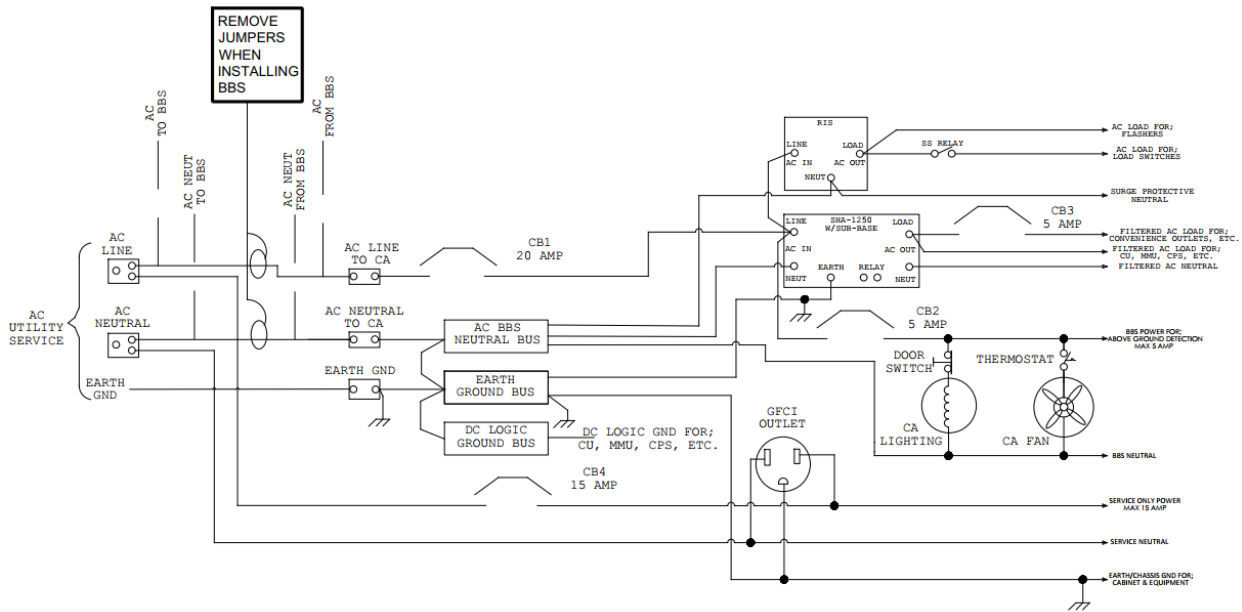 REMOVE
JUMPERS
WHEN
INSTALLING
BBS
AC
TO BBS
AC NEUT
TO BBS
AC NEUT
FROM BBS
AC
FROM BBS
AC
LINE
AC
NEUTRAL
AC
UTILITY
SERVICE
EARTH
GND
AC LINE
TO CA
CB1
20 AMP
AC NEUTRAL
TO CA
EARTH GND
AC BBS
NEUTRAL BUS
EARTH
GROUND BUS
DC LOGIC
GROUND BUS
DC LOGIC GND FOR;
CU, MMU, CPS, ETC.
CB4
15 AMP
RIS
LINE
LOAD
AC IN
AC OUT
NEUT
SS RELAY
AC LOAD FOR;
FLASHERS
AC LOAD FOR;
LOAD SWITCHES
SURGE PROTECTIVE
NEUTRAL
SHA-1250
W/SUB-BASE
LINE
LOAD
AC IN
AC OUT
EARTH
RELAY
NEUT
NEUT
CB3
5 AMP
FILTERED AC LOAD FOR;
CONVENIENCE OUTLETS, ETC.
FILTERED AC LOAD FOR;
CU, MMU, CPS, ETC.
FILTERED AC NEUTRAL
CB2
5 AMP
BBS POWER FOR;
ABOVE GROUND DETECTION
MAX 5 AMP
DOOR
SWITCH
THERMOSTAT
CA
LIGHTING
CA FAN
GFCI
OUTLET
BBS NEUTRAL
SERVICE ONLY POWER
MAX 15 AMP
SERVICE NEUTRAL
EARTH/CHASSIS GND FOR;
CABINET & EQUIPMENT